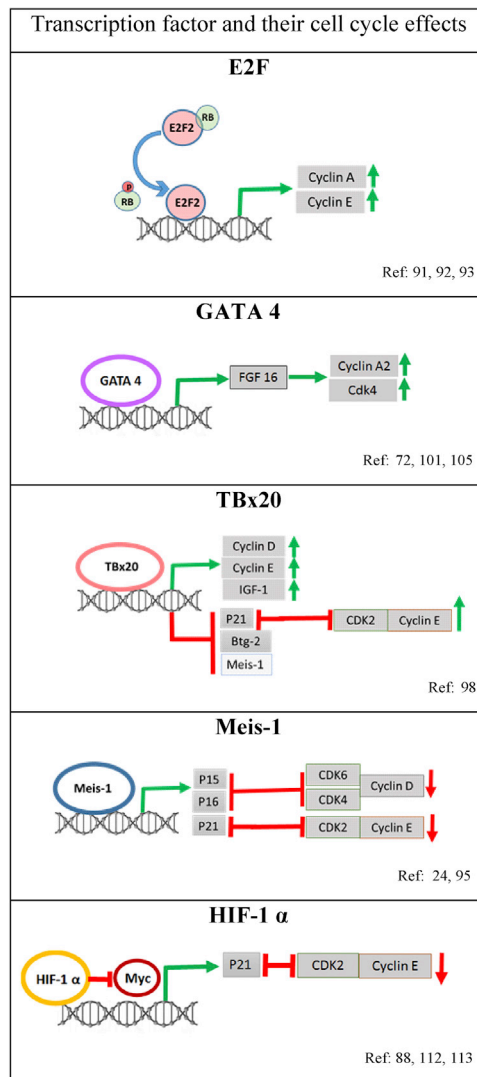 Transcription factor and their cell cycle effects
E2F
E2F2
RB
P
RB
E2F2
Cyclin A
Cyclin E
Ref: 91, 92, 93
GATA 4
GATA 4
FGF 16
Cyclin A2
Cdk4
Ref: 72, 101, 105
TBx20
TBx20
Cyclin D
Cyclin E
IGF-1
P21
CDK2
Cyclin E
Btg-2
Meis-1
Ref: 98
Meis-1
Meis-1
P15
P16
P21
CDK6
CDK4
Cyclin D
CDK2
Cyclin E
Ref: 24, 95
HIF-1 α
HIF-1 α
Myc
P21
CDK2
Cyclin E
Ref: 88, 112, 113